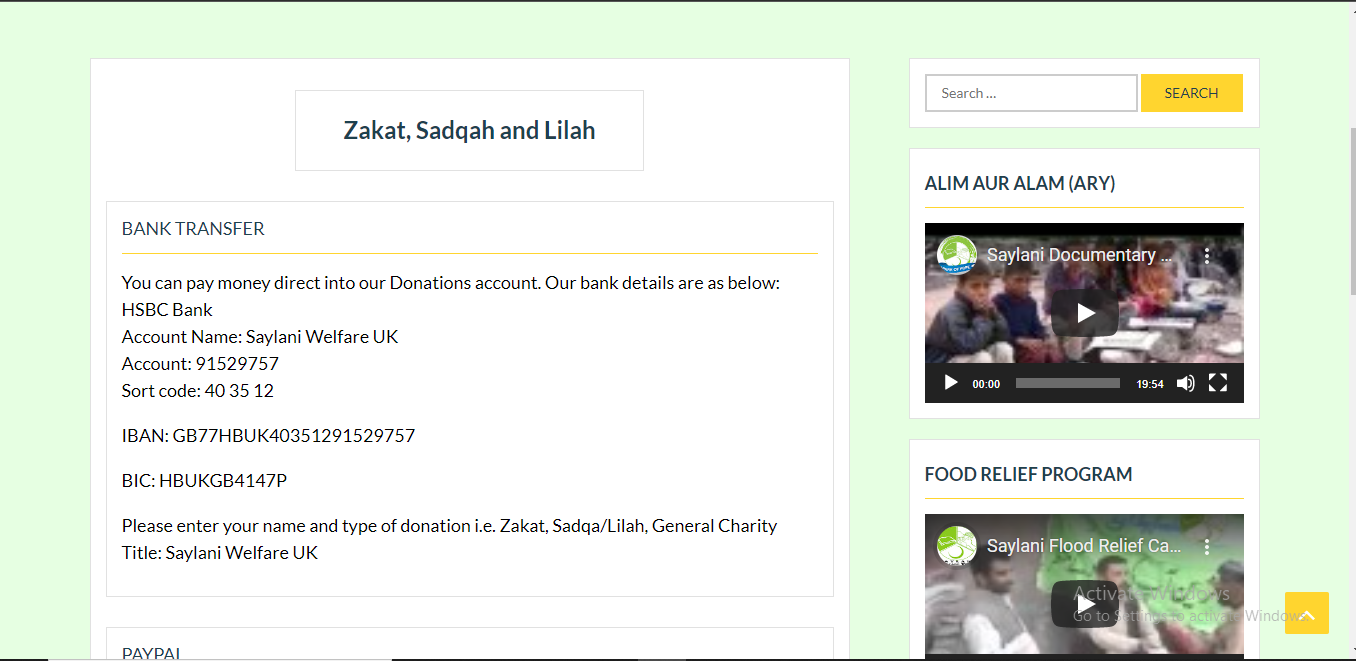 Zakat, Sadqah and Lilah
BANK TRANSFER
You can pay money direct into our Donations account. Our bank details are as below:
HSBC Bank
Account Name: Saylani Welfare UK
Account: 91529757
Sort code: 40 35 12
IBAN: GB77HBUK40351291529757
BIC: HBUKGB4147P
Please enter your name and type of donation i.e. Zakat, Sadqa/Lilah, General Charity
Title: Saylani Welfare UK
PAYPAL
Search ...
SEARCH
ALIM AUR ALAM (ARY)
Saylani Documentary ...
00:00
19:54
FOOD RELIEF PROGRAM
Saylani Flood Relief Ca...
Activate Windows
Go to Settings to activate Windows.